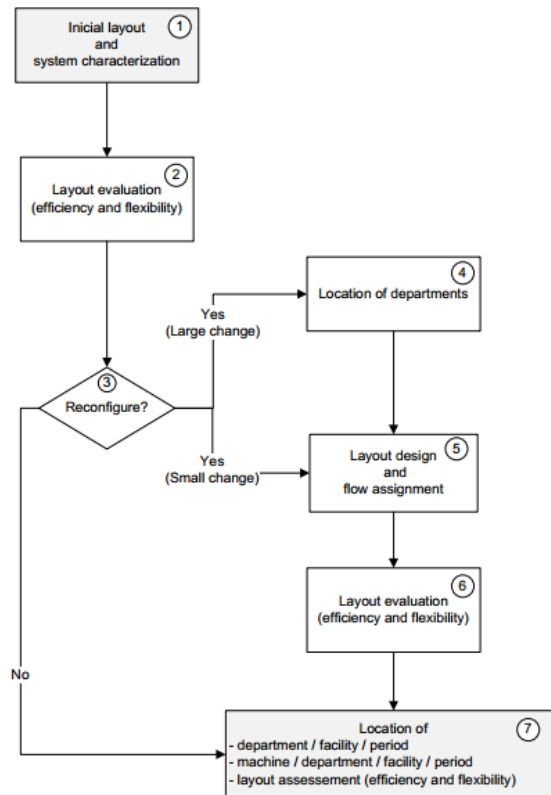 1
Inicial layout
and
system characterization
2
Layout evaluation
(efficiency and flexibility)
3
Reconfigure?
Yes
(Large change)
4
Location of departments
Yes
(Small change)
5
Layout design
and
flow assignment
6
Layout evaluation
(efficiency and flexibility)
No
7
Location of
- department / facility / period
- machine / department / facility / period
- layout assessement (efficiency and flexibility)